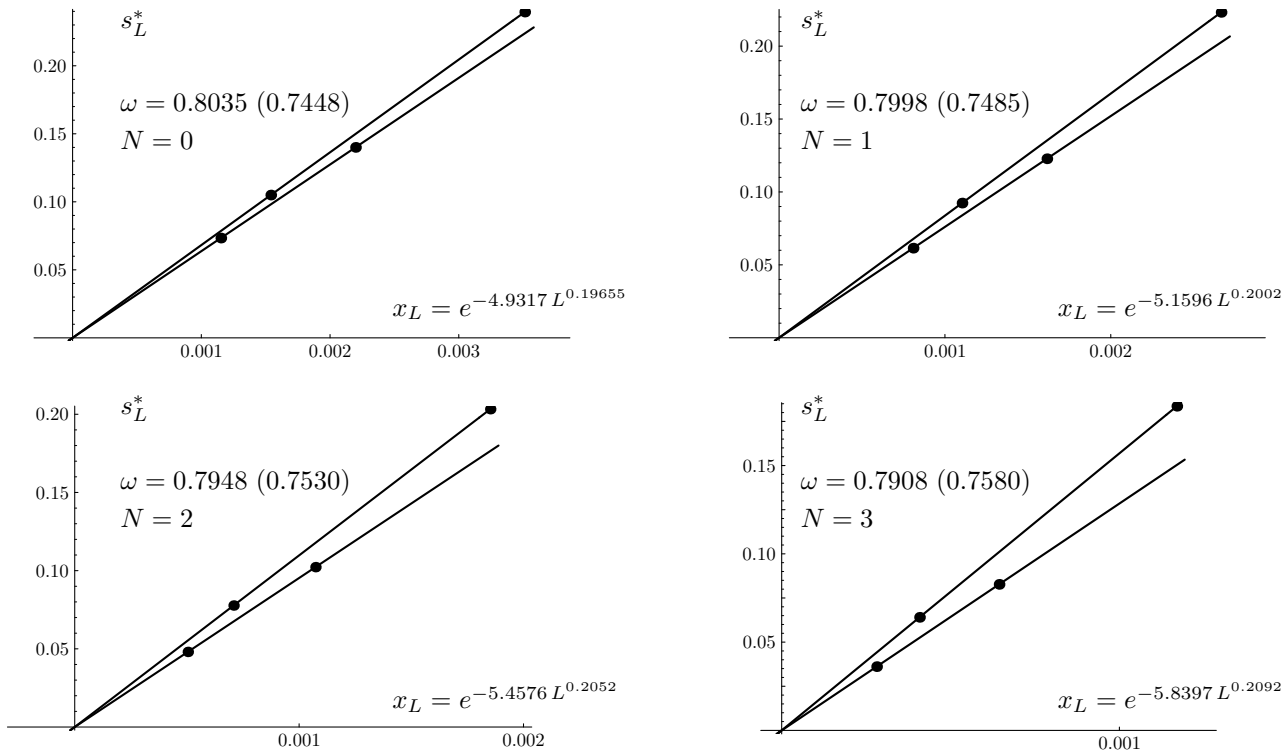 s*_L
0.20
0.15
0.10
0.05
ω = 0.8035 (0.7448)
N = 0
x_L = e^{−4.9317 L^{0.19655}}
0.001 0.002 0.003
s*_L
0.20
0.15
0.10
0.05
ω = 0.7998 (0.7485)
N = 1
x_L = e^{−5.1596 L^{0.2002}}
0.001 0.002
s*_L
0.20
0.15
0.10
0.05
ω = 0.7948 (0.7530)
N = 2
x_L = e^{−5.4576 L^{0.2052}}
0.001 0.002
s*_L
0.15
0.10
0.05
ω = 0.7908 (0.7580)
N = 3
x_L = e^{−5.8397 L^{0.2092}}
0.001